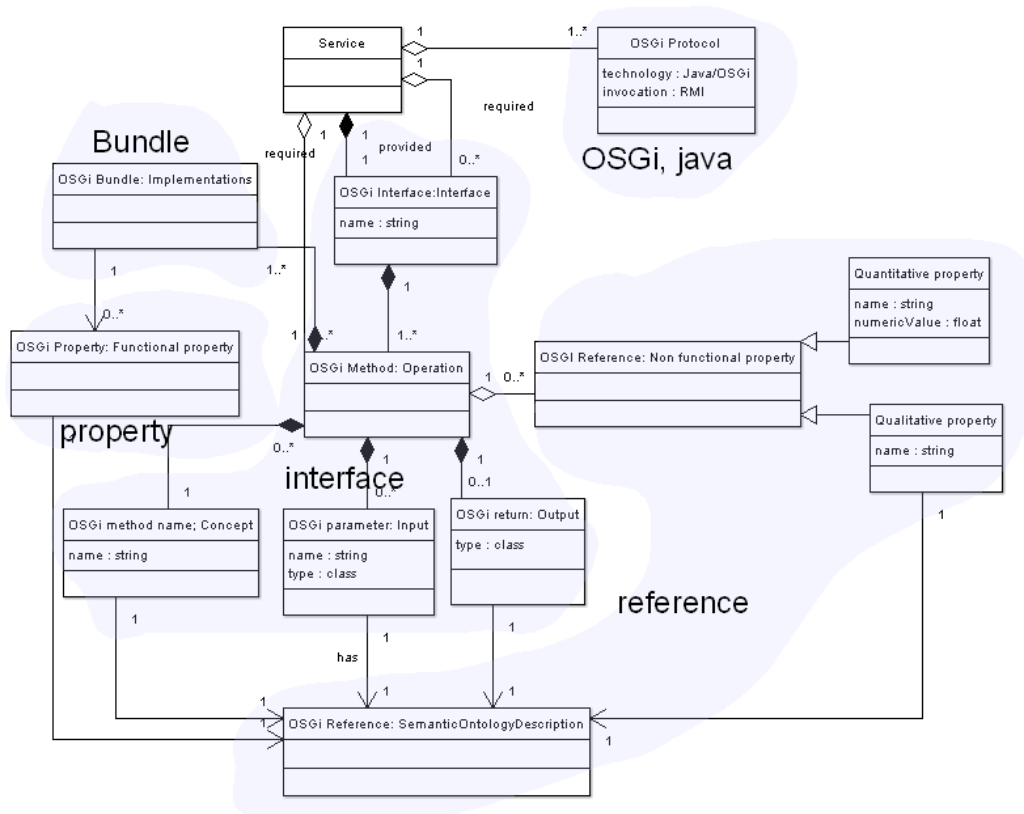 Service
1
1..*
OSGi Protocol
technology : Java/OSGi
invocation : RMI
1
required
OSGi, java
Bundle
required
1
1
provided
1
0..*
OSGi Bundle: Implementations
OSGi Interface:Interface
name : string
1
1..*
1
1..*
1
0..*
1
..*
OSGi Property: Functional property
property
OSGi Method: Operation
1
0..*
OSGI Reference: Non functional property
Quantitative property
name : string
numericValue : float
Qualitative property
name : string
1
0..*
1
interface
1
0..*
1
0..1
OSGi method name; Concept
name : string
1
OSGi parameter: Input
name : string
type : class
1
has
1
OSGi return: Output
type : class
1
1
reference
1
1
OSGi Reference: SemanticOntologyDescription
1